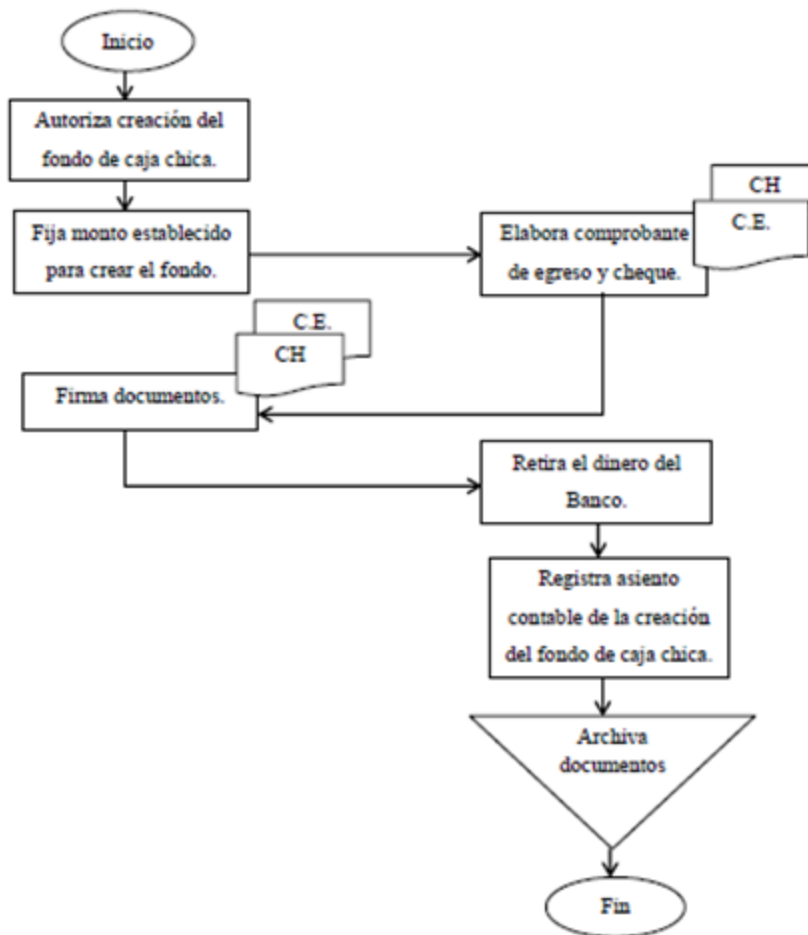 Inicio
Autoriza creación del
fondo de caja chica.
Fija monto establecido
para crear el fondo.
CH
C.E.
Elabora comprobante
de egreso y cheque.
C.E.
CH
Firma documentos.
Retira el dinero del
Banco.
Registra asiento
contable de la creación
del fondo de caja chica.
Archiva
documentos
Fin